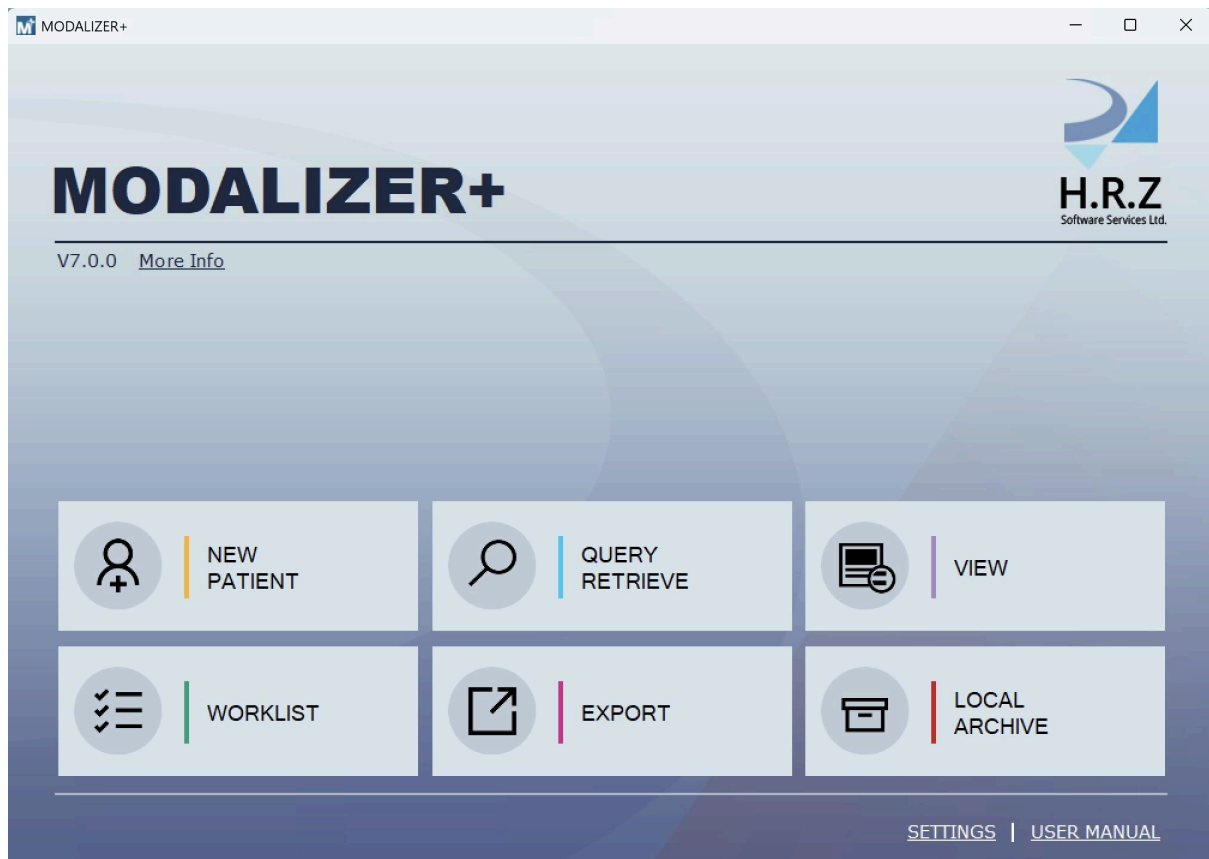 MODALIZER+
MODALIZER+
H.R.Z
Software Services Ltd.
V7.0.0 More Info
NEW
PATIENT
QUERY
RETRIEVE
VIEW
WORKLIST
EXPORT
LOCAL
ARCHIVE
SETTINGS | USER MANUAL